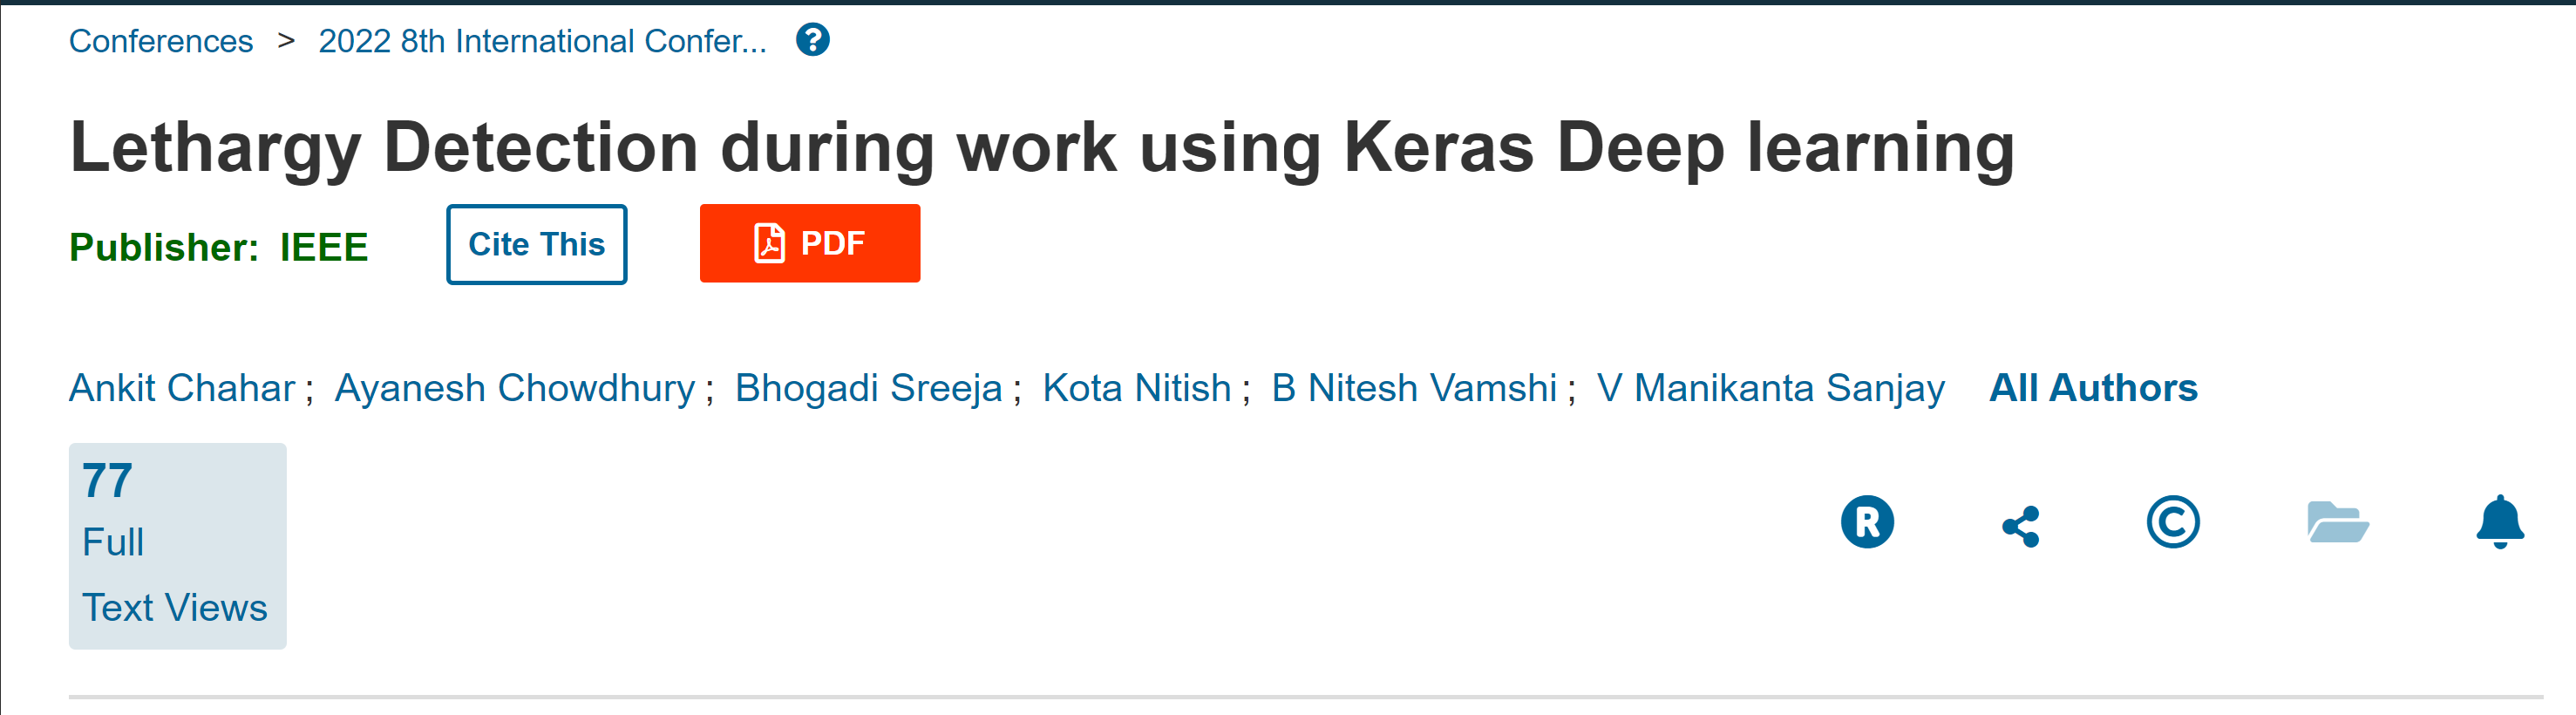 Conferences > 2022 8th International Confer... ?
Lethargy Detection during work using Keras Deep learning
Publisher: IEEE Cite This PDF
Ankit Chahar ; Ayanesh Chowdhury ; Bhogadi Sreeja ; Kota Nitish ; B Nitesh Vamshi ; V Manikanta Sanjay All Authors
77
Full
Text Views
R ©